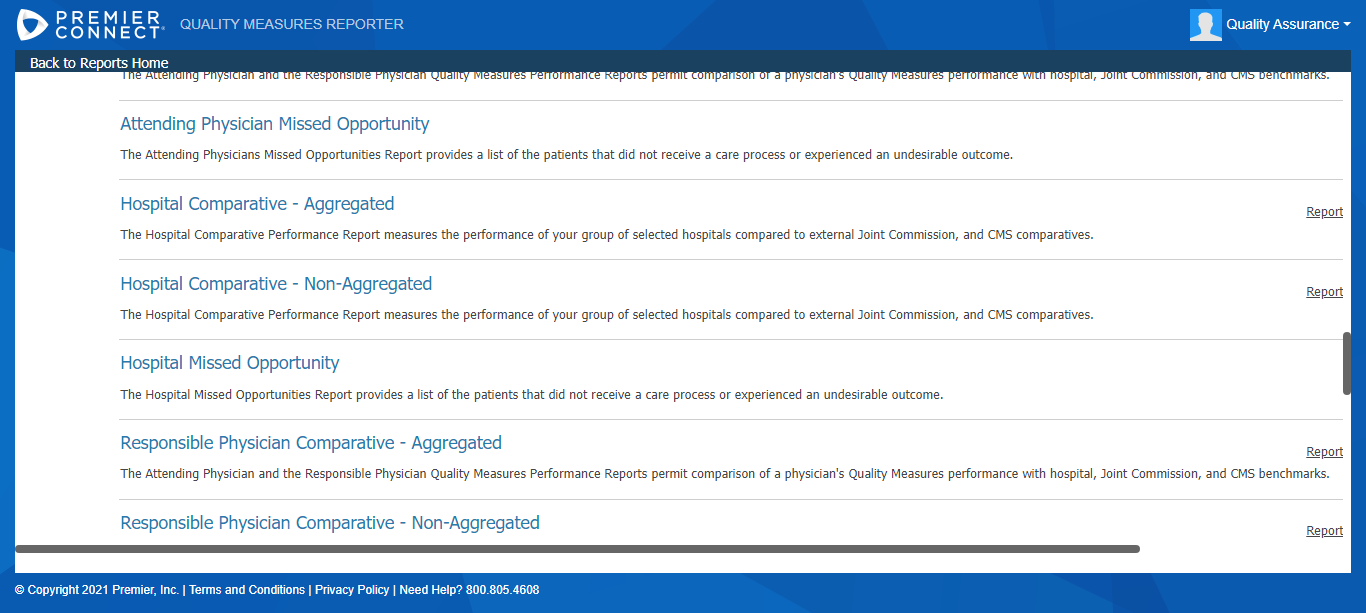 PREMIER
CONNECT
QUALITY MEASURES REPORTER
Quality Assurance
Back to Reports Home
The Attending Physician and the Responsible Physician Quality Measures Performance Reports permit comparison of a physician's Quality Measures performance with hospital, Joint Commission, and CMS benchmarks.
Attending Physician Missed Opportunity
The Attending Physicians Missed Opportunities Report provides a list of the patients that did not receive a care process or experienced an undesirable outcome.
Hospital Comparative - Aggregated
Report
The Hospital Comparative Performance Report measures the performance of your group of selected hospitals compared to external Joint Commission, and CMS comparatives.
Hospital Comparative - Non-Aggregated
Report
The Hospital Comparative Performance Report measures the performance of your group of selected hospitals compared to external Joint Commission, and CMS comparatives.
Hospital Missed Opportunity
The Hospital Missed Opportunities Report provides a list of the patients that did not receive a care process or experienced an undesirable outcome.
Responsible Physician Comparative - Aggregated
Report
The Attending Physician and the Responsible Physician Quality Measures Performance Reports permit comparison of a physician's Quality Measures performance with hospital, Joint Commission, and CMS benchmarks.
Responsible Physician Comparative - Non-Aggregated
Report
© Copyright 2021 Premier, Inc. | Terms and Conditions | Privacy Policy | Need Help? 800.805.4608